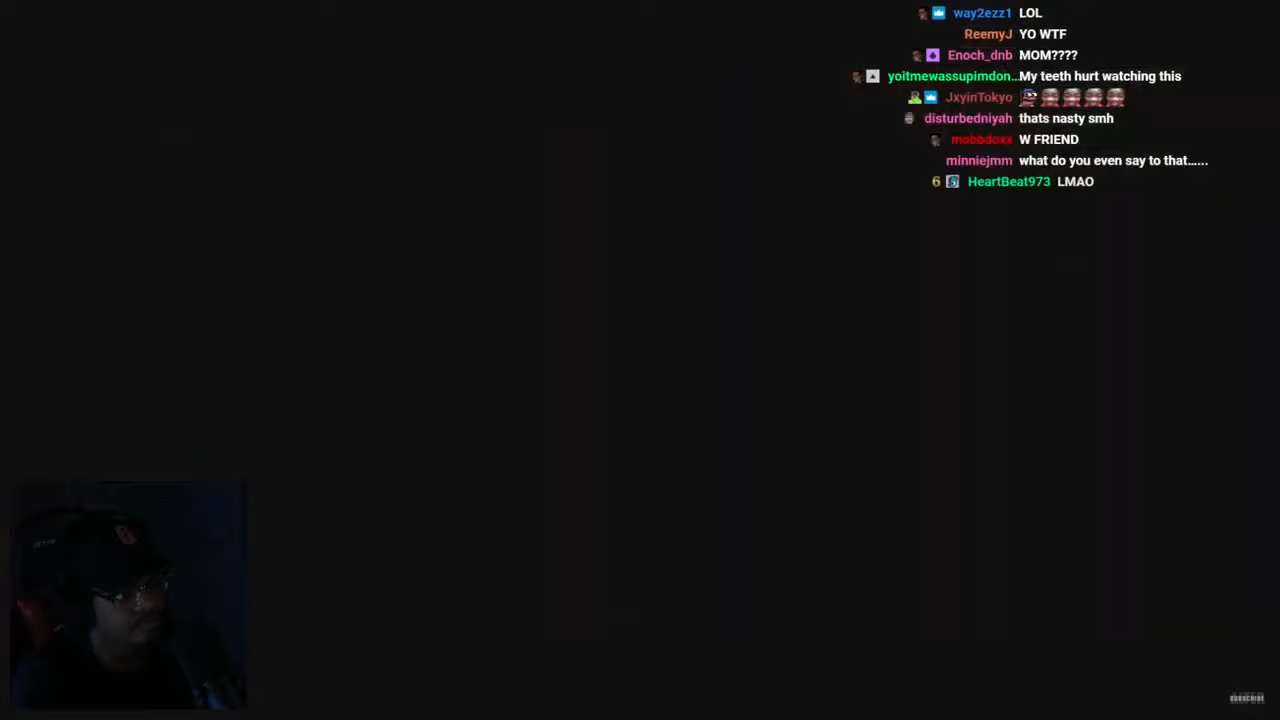 way2ezz1 LOL
ReemyJ YO WTF
Enoch_dnb MOM????
yoitmewassupimdon...My teeth hurt watching this
JxyinTokyo
disturbedniyah thats nasty smh
mobbdoxx W FRIEND
minniejmm what do you even say to that…...
6 HeartBeat973 LMAO
SUBSCRIBE